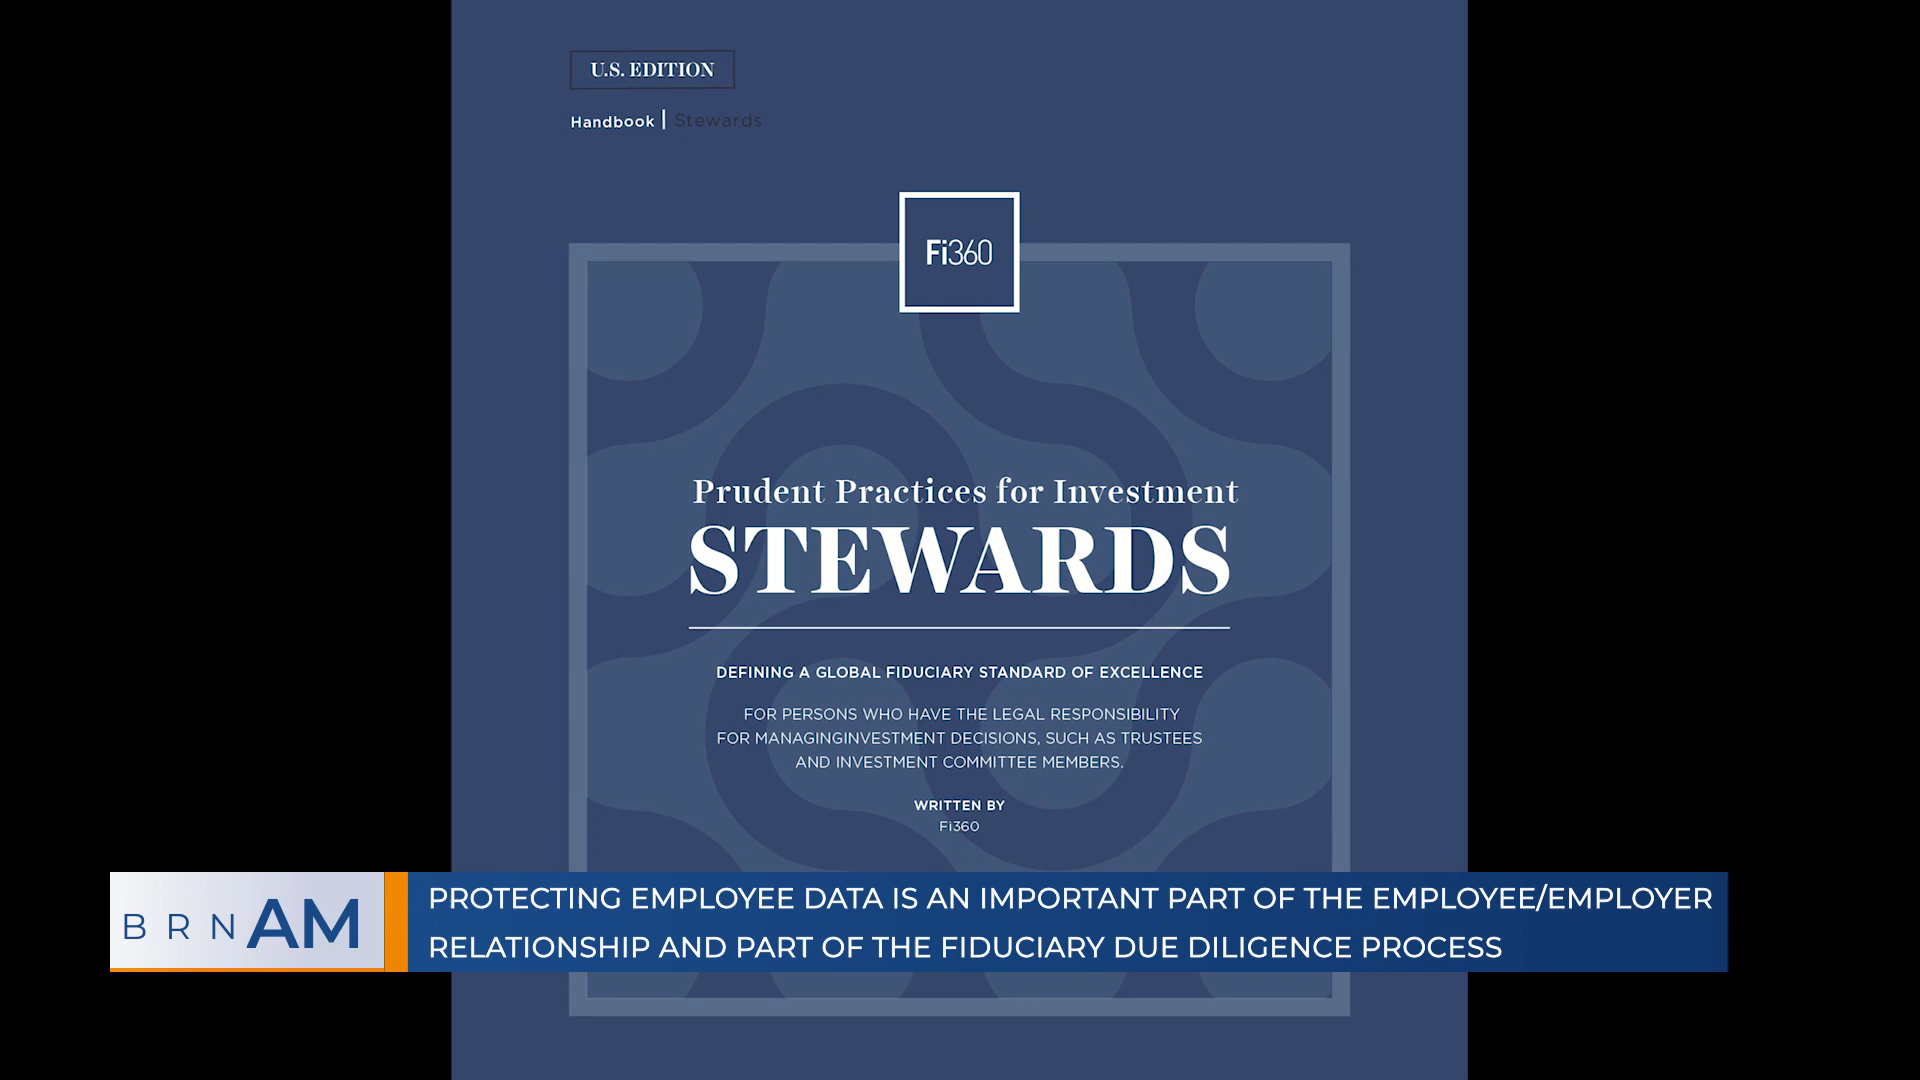 U.S. EDITION
Handbook | Stewards
Fi360
Prudent Practices for Investment
STEWARDS
DEFINING A GLOBAL FIDUCIARY STANDARD OF EXCELLENCE
FOR PERSONS WHO HAVE THE LEGAL RESPONSIBILITY
FOR MANAGINGINVESTMENT DECISIONS, SUCH AS TRUSTEES
AND INVESTMENT COMMITTEE MEMBERS.
WRITTEN BY
Fi360
BRNAM
PROTECTING EMPLOYEE DATA IS AN IMPORTANT PART OF THE EMPLOYEE/EMPLOYER
RELATIONSHIP AND PART OF THE FIDUCIARY DUE DILIGENCE PROCESS